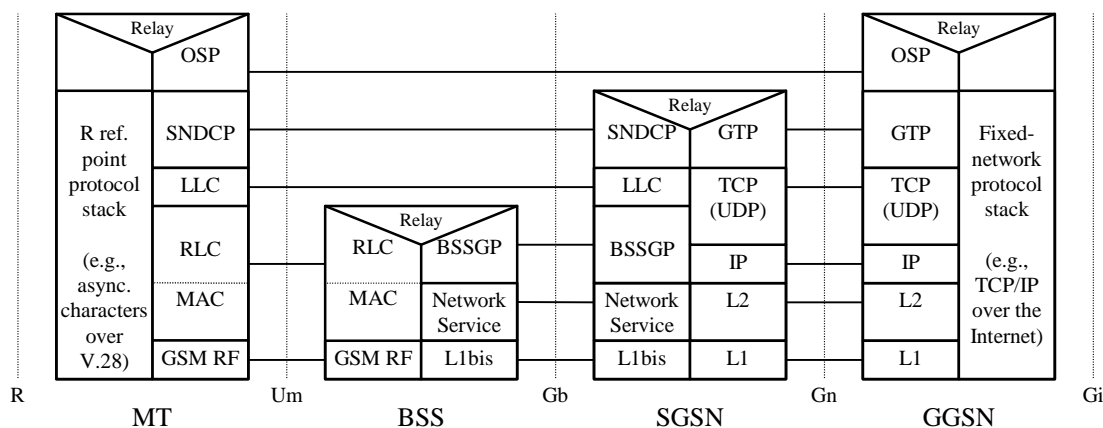 Relay
OSP
R ref.
point
protocol
stack
(e.g.,
async.
characters
over
V.28)
SNDCP
LLC
RLC
MAC
GSM RF
Relay
RLC
MAC
GSM RF
BSSGP
Network
Service
L1bis
Relay
SNDCP
LLC
BSSGP
Network
Service
L1bis
GTP
TCP
(UDP)
IP
L2
L1
Relay
OSP
GTP
TCP
(UDP)
IP
L2
L1
Fixed-
network
protocol
stack
(e.g.,
TCP/IP
over the
Internet)
R
Um
Gb
Gn
Gi
MT
BSS
SGSN
GGSN